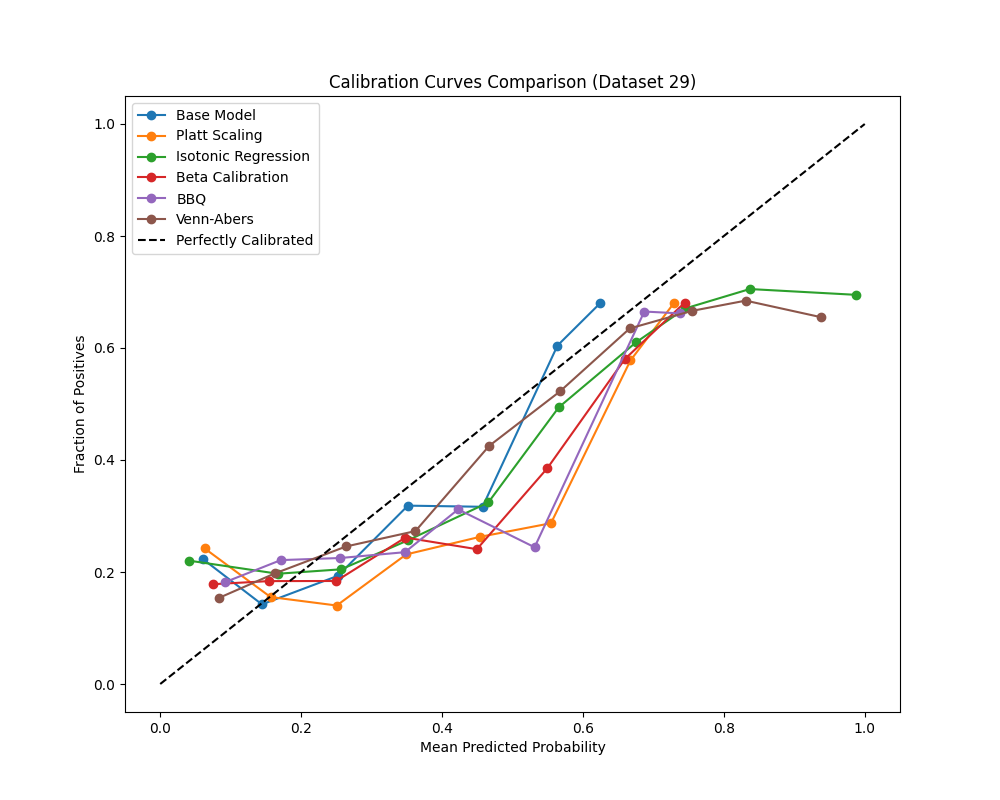 Calibration Curves Comparison (Dataset 29)
Base Model
Platt Scaling
Isotonic Regression
Beta Calibration
BBQ
Venn-Abers
Perfectly Calibrated
Fraction of Positives
1.0
0.8
0.6
0.4
0.2
0.0
0.0 0.2 0.4 0.6 0.8 1.0
Mean Predicted Probability